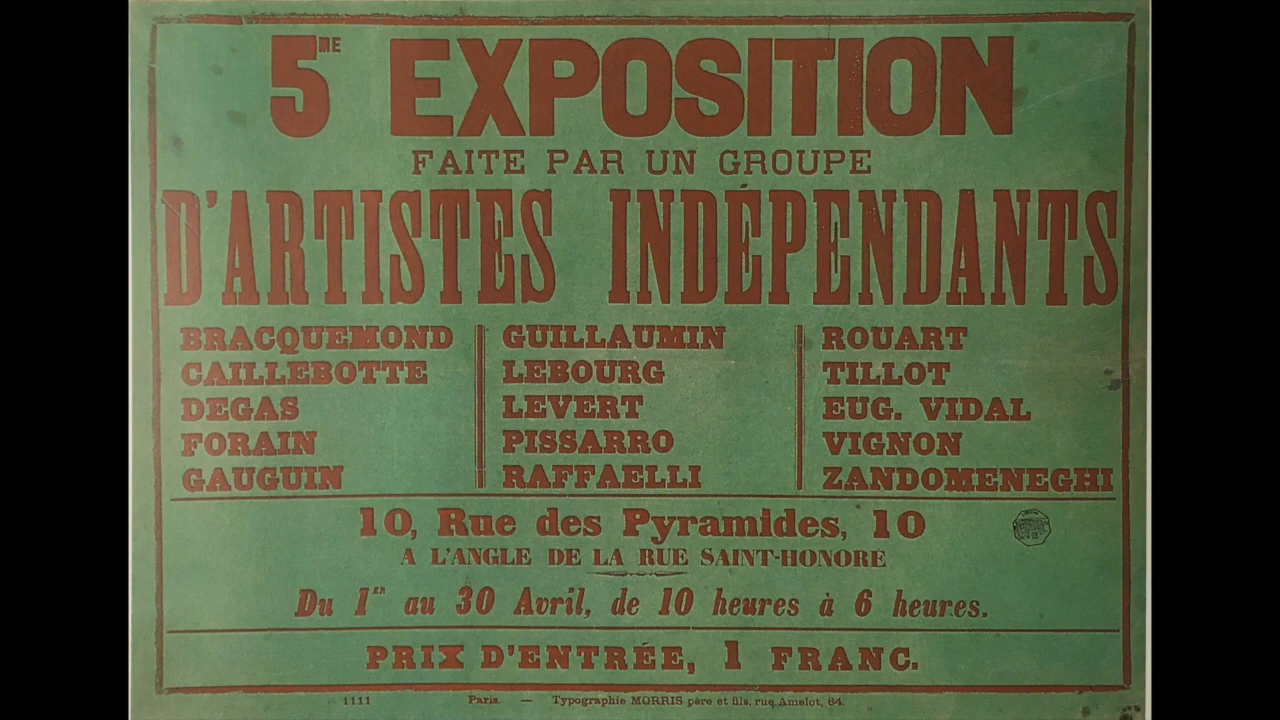 5ME EXPOSITION
FAITE PAR UN GROUPE
D'ARTISTES INDÉPENDANTS
BRACQUEMOND
CAILLEBOTTE
DEGAS
FORAIN
GAUGUIN
GUILLAUMIN
LEBOURG
LEVERT
PISSARRO
RAFFAELLI
ROUART
TILLOT
EUG. VIDAL
VIGNON
ZANDOMENEGHI
10, Rue des Pyramides, 10
A L'ANGLE DE LA RUE SAINT-HONORÉ
Du 1er au 30 Avril, de 10 heures à 6 heures.
PRIX D'ENTRÉE, 1 FRANC.
1111 Paris. — Typographie MORRIS père et fils, rue Amelot, 64.